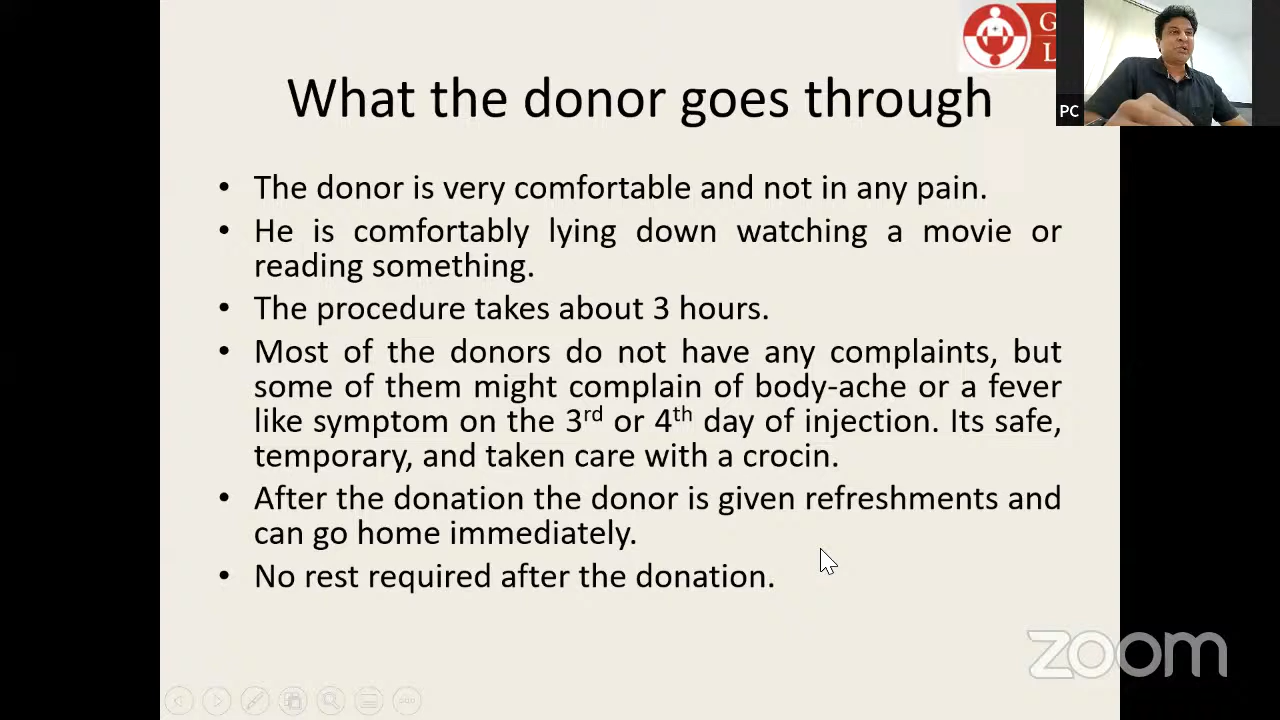 G
L
PC
What the donor goes through
• The donor is very comfortable and not in any pain.
• He is comfortably lying down watching a movie or
reading something.
• The procedure takes about 3 hours.
• Most of the donors do not have any complaints, but
some of them might complain of body-ache or a fever
like symptom on the 3rd or 4th day of injection. Its safe,
temporary, and taken care with a crocin.
• After the donation the donor is given refreshments and
can go home immediately.
• No rest required after the donation.
zoom